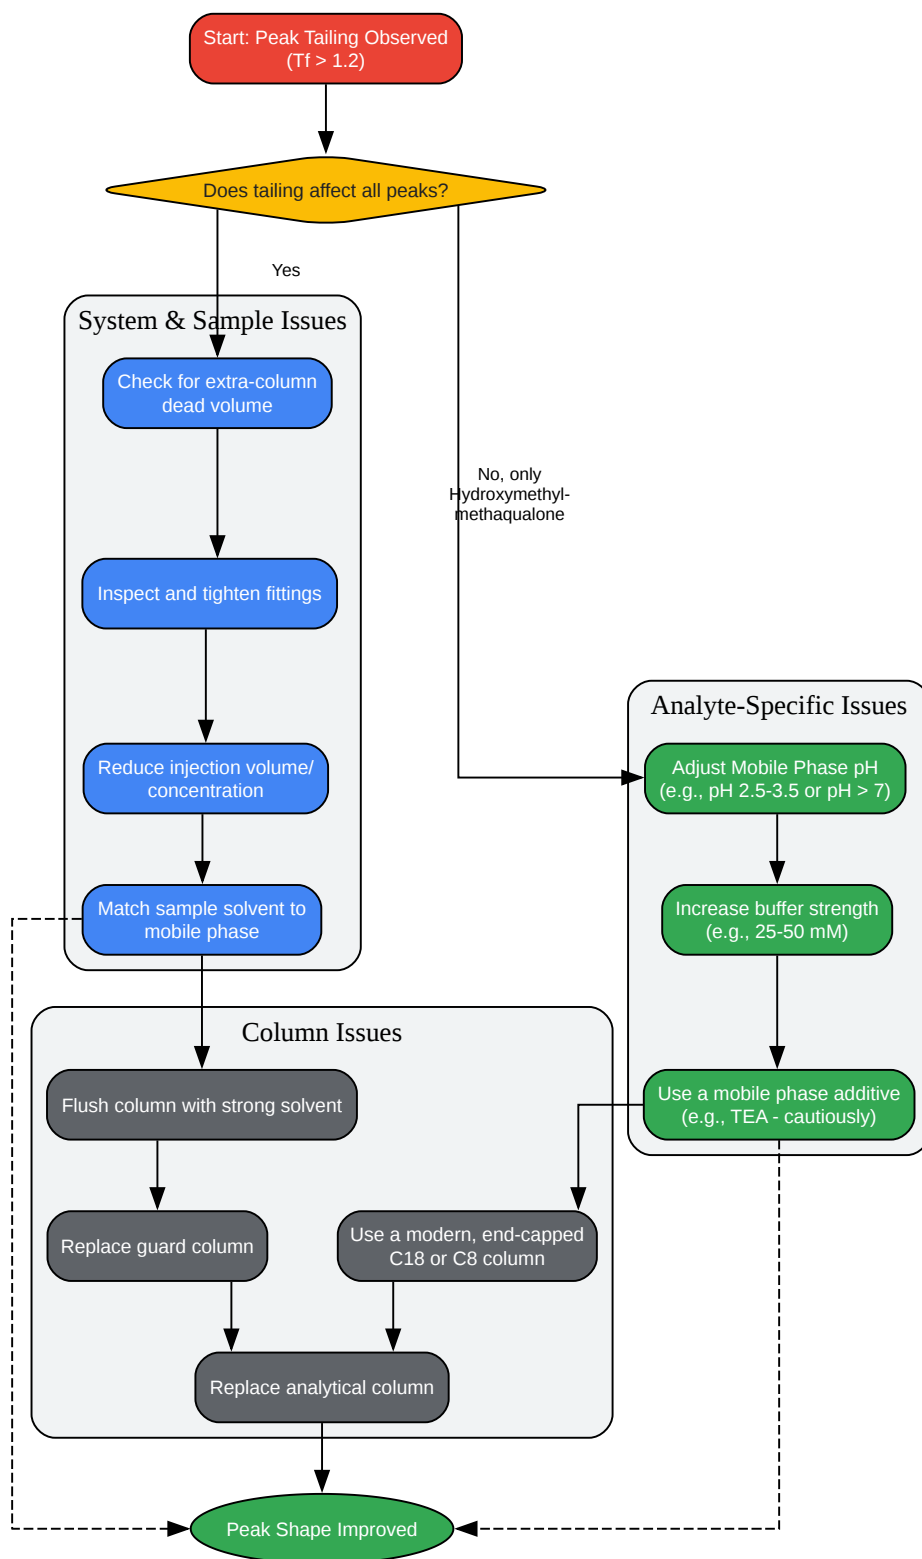 Start: Peak Tailing Observed
(Tf > 1.2)
Does tailing affect all peaks?
Yes
System & Sample Issues
Check for extra-column
dead volume
No, only
Hydroxymethyl-
methaqualone
Inspect and tighten fittings
Reduce injection volume/
concentration
Match sample solvent to
mobile phase
Analyte-Specific Issues
Adjust Mobile Phase pH
(e.g., pH 2.5-3.5 or pH > 7)
Increase buffer strength
(e.g., 25-50 mM)
Use a mobile phase additive
(e.g., TEA - cautiously)
Column Issues
Flush column with strong solvent
Replace guard column
Use a modern, end-capped
C18 or C8 column
Replace analytical column
Peak Shape Improved